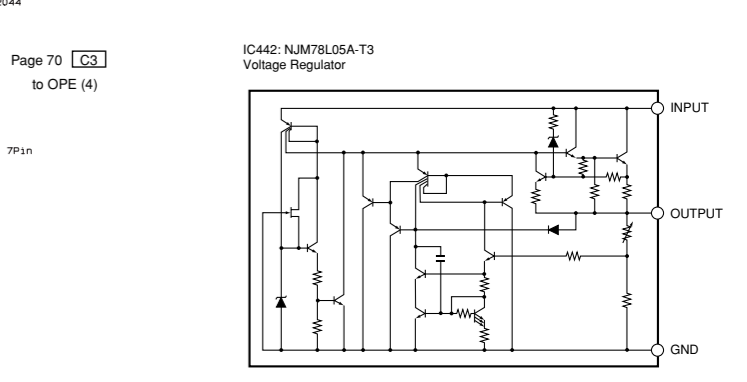 Page 70 C3
to OPE (4)
7Pin
IC442: NJM78L05A-T3
Voltage Regulator
INPUT
OUTPUT
GND